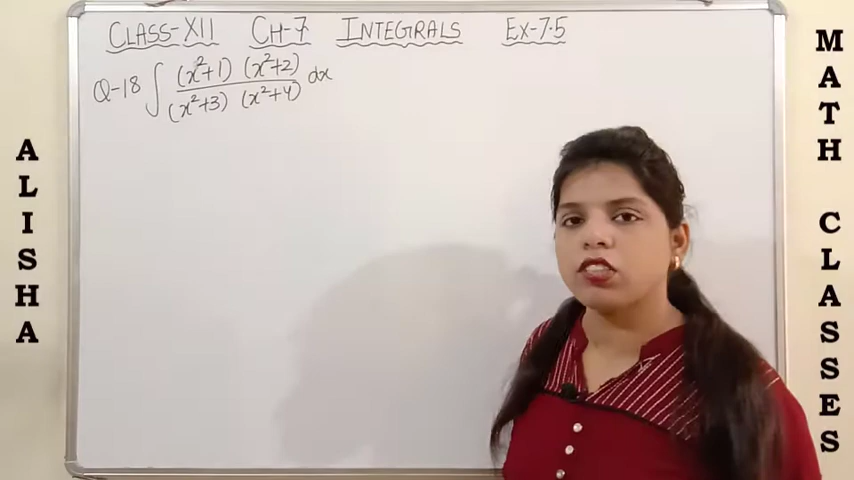 CLASS-XII CH-7 INTEGRALS Ex-7.5
Q-18 ∫ (x²+1) (x²+2) / (x²+3) (x²+4) dx
ALISHA
MATH CLASSES